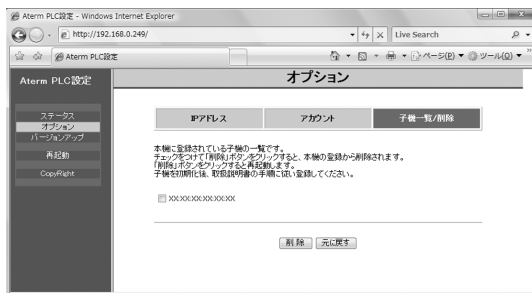 Aterm PLC設定 - Windows Internet Explorer
http://192.168.0.249/
Live Search
Aterm PLC設定
ページ(P)
ツール(O)
Aterm PLC設定
オプション
ステータス
オプション
バージョンアップ
再起動
CopyRight
IPアドレス
アカウント
子機一覧/削除
本機に登録されている子機の一覧です。
チェックをつけて「削除」ボタンをクリックすると、本機の登録から削除されます。
「削除」ボタンをクリックすると再起動します。
子機を初期化後、取扱説明書の手順に従い登録してください。
XX:XX:XX:XX:XX:XX
削 除
元に戻す